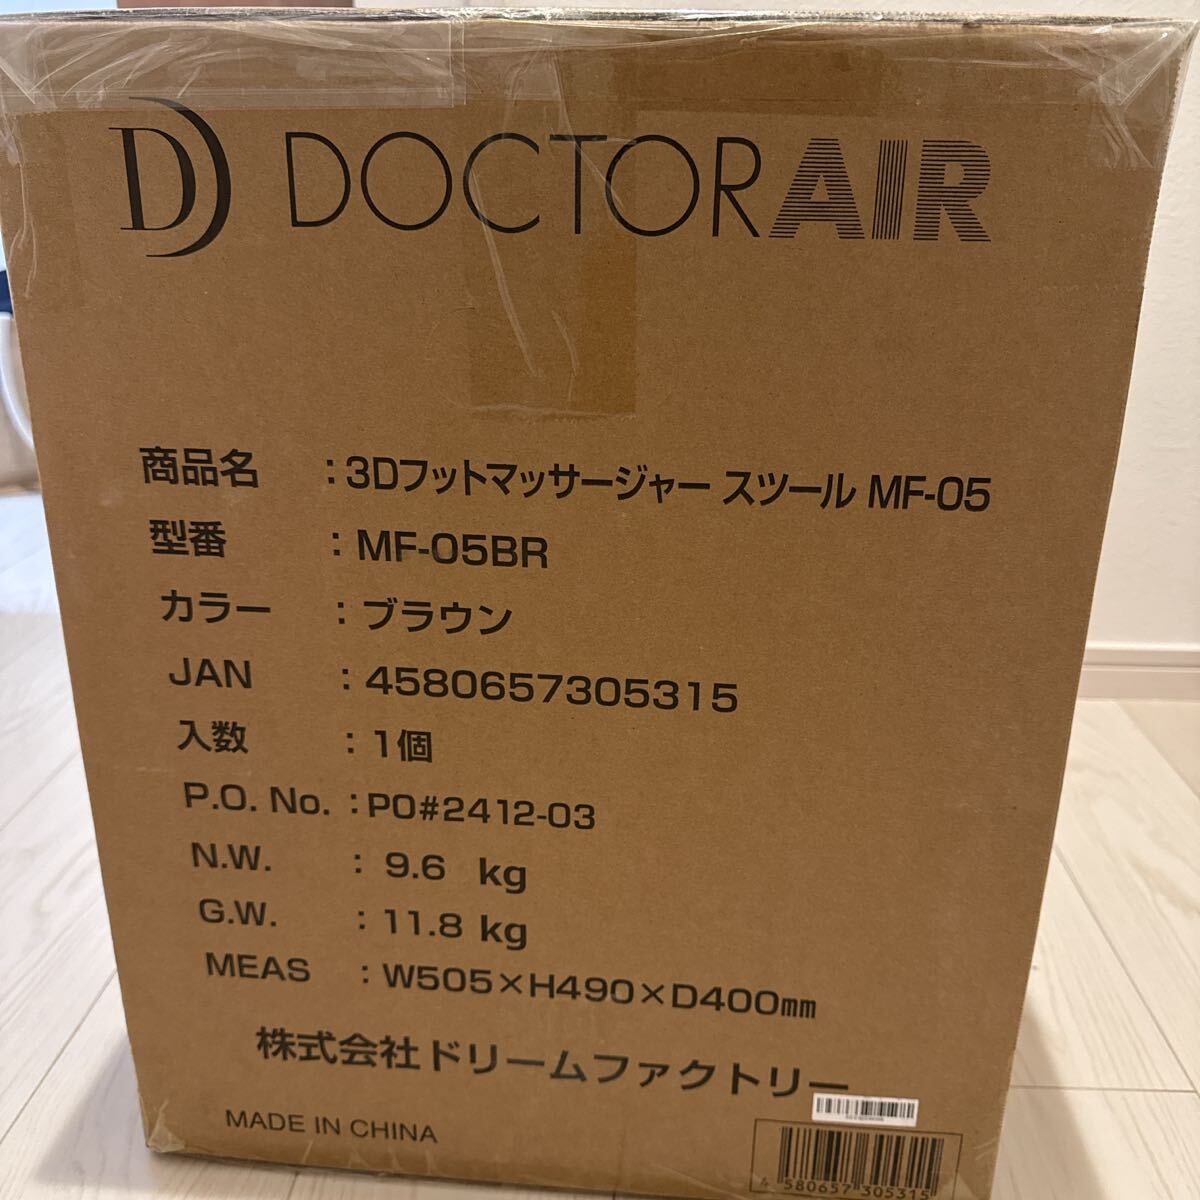 D DOCTORAIR
商品名 : 3Dフットマッサージャー スツール MF-05
型番 : MF-05BR
カラー : ブラウン
JAN : 4580657305315
入数 : 1個
P.O. No. : PO#2412-03
N.W. : 9.6 kg
G.W. : 11.8 kg
MEAS : W505×H490×D400mm
株式会社ドリームファクトリー
MADE IN CHINA
4 580657 305315